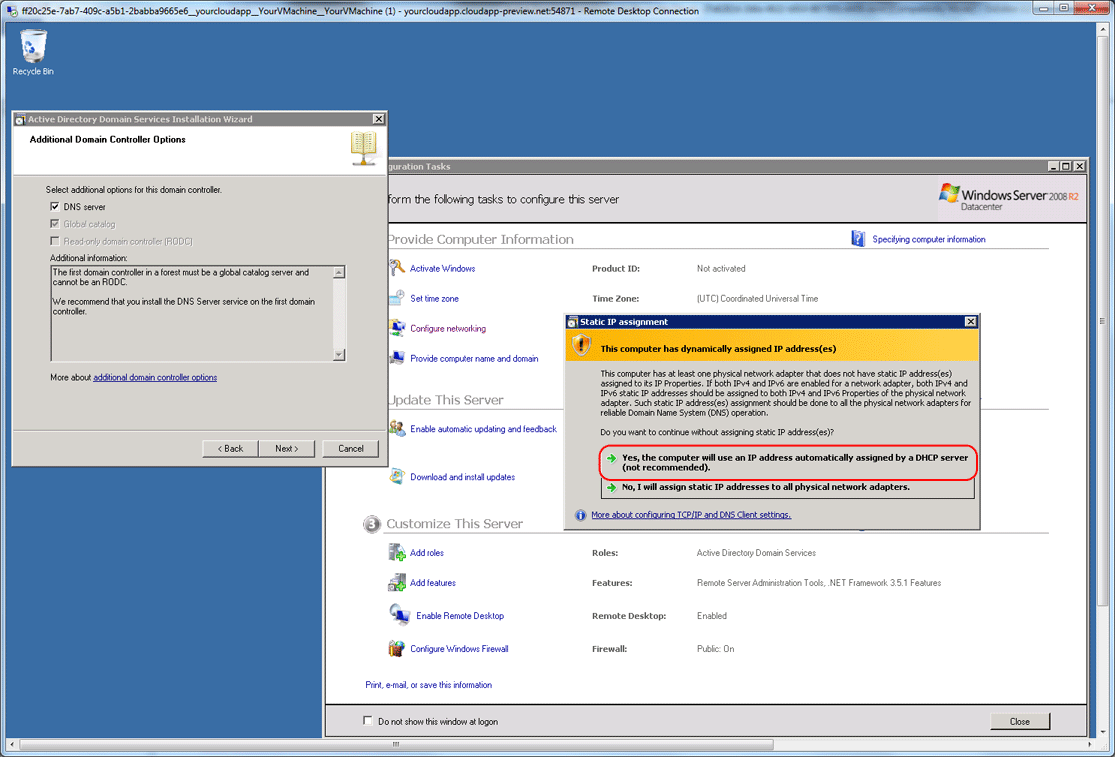 ff20c25e-7ab7-409c-a5b1-2babba9665e6__yourcloudapp__YourVMachine__YourVMachine (1) - yourcloudapp.cloudapp-preview.net:54871 - Remote Desktop Connection
Recycle Bin
Active Directory Domain Services Installation Wizard
Additional Domain Controller Options
Select additional options for this domain controller.
DNS server
Global catalog
Read-only domain controller (RODC)
Additional information:
The first domain controller in a forest must be a global catalog server and
cannot be an RODC.
We recommend that you install the DNS Server service on the first domain
controller.
More about additional domain controller options
< Back
Next >
Cancel
guration Tasks
form the following tasks to configure this server
Windows Server 2008 R2
Datacenter
Provide Computer Information
Specifying computer information
Activate Windows
Product ID:
Not activated
Set time zone
Time Zone:
(UTC) Coordinated Universal Time
Configure networking
Provide computer name and domain
Update This Server
Enable automatic updating and feedback
Download and install updates
Static IP assignment
This computer has dynamically assigned IP address(es)
This computer has at least one physical network adapter that does not have static IP address(es)
assigned to its IP Properties. If both IPv4 and IPv6 are enabled for a network adapter, both IPv4 and
IPv6 static IP addresses should be assigned to both IPv4 and IPv6 Properties of the physical network
adapter. Such static IP address(es) assignment should be done to all the physical network adapters for
reliable Domain Name System (DNS) operation.
Do you want to continue without assigning static IP address(es)?
Yes, the computer will use an IP address automatically assigned by a DHCP server
(not recommended).
No, I will assign static IP addresses to all physical network adapters.
More about configuring TCP/IP and DNS Client settings.
3 Customize This Server
Add roles
Roles:
Active Directory Domain Services
Add features
Features:
Remote Server Administration Tools, .NET Framework 3.5.1 Features
Enable Remote Desktop
Remote Desktop:
Enabled
Configure Windows Firewall
Firewall:
Public: On
Print, e-mail, or save this information
Do not show this window at logon
Close